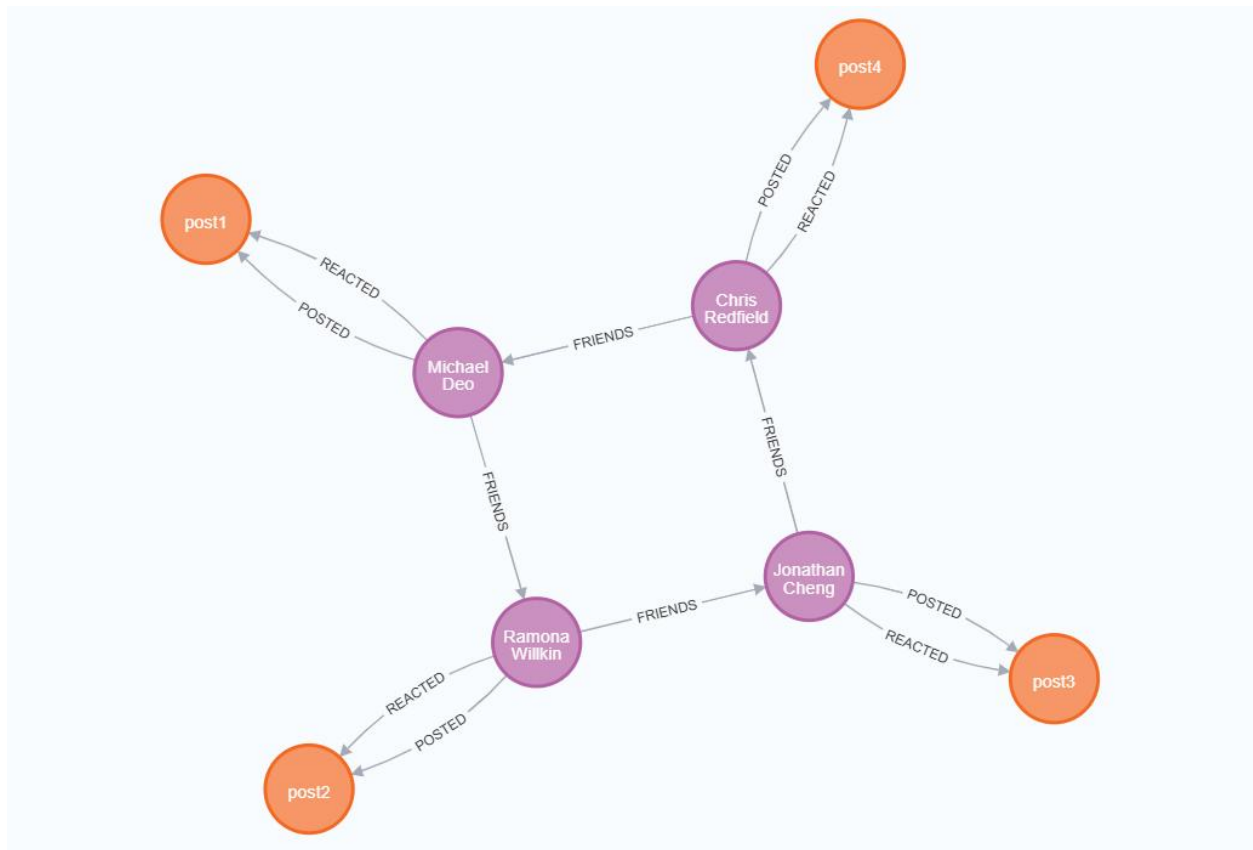 post4
POSTED
REACTED
post1
REACTED
POSTED
Chris
Redfield
FRIENDS
Michael
Deo
FRIENDS
FRIENDS
Jonathan
Cheng
POSTED
REACTED
FRIENDS
Ramona
Willkin
REACTED
POSTED
post3
post2